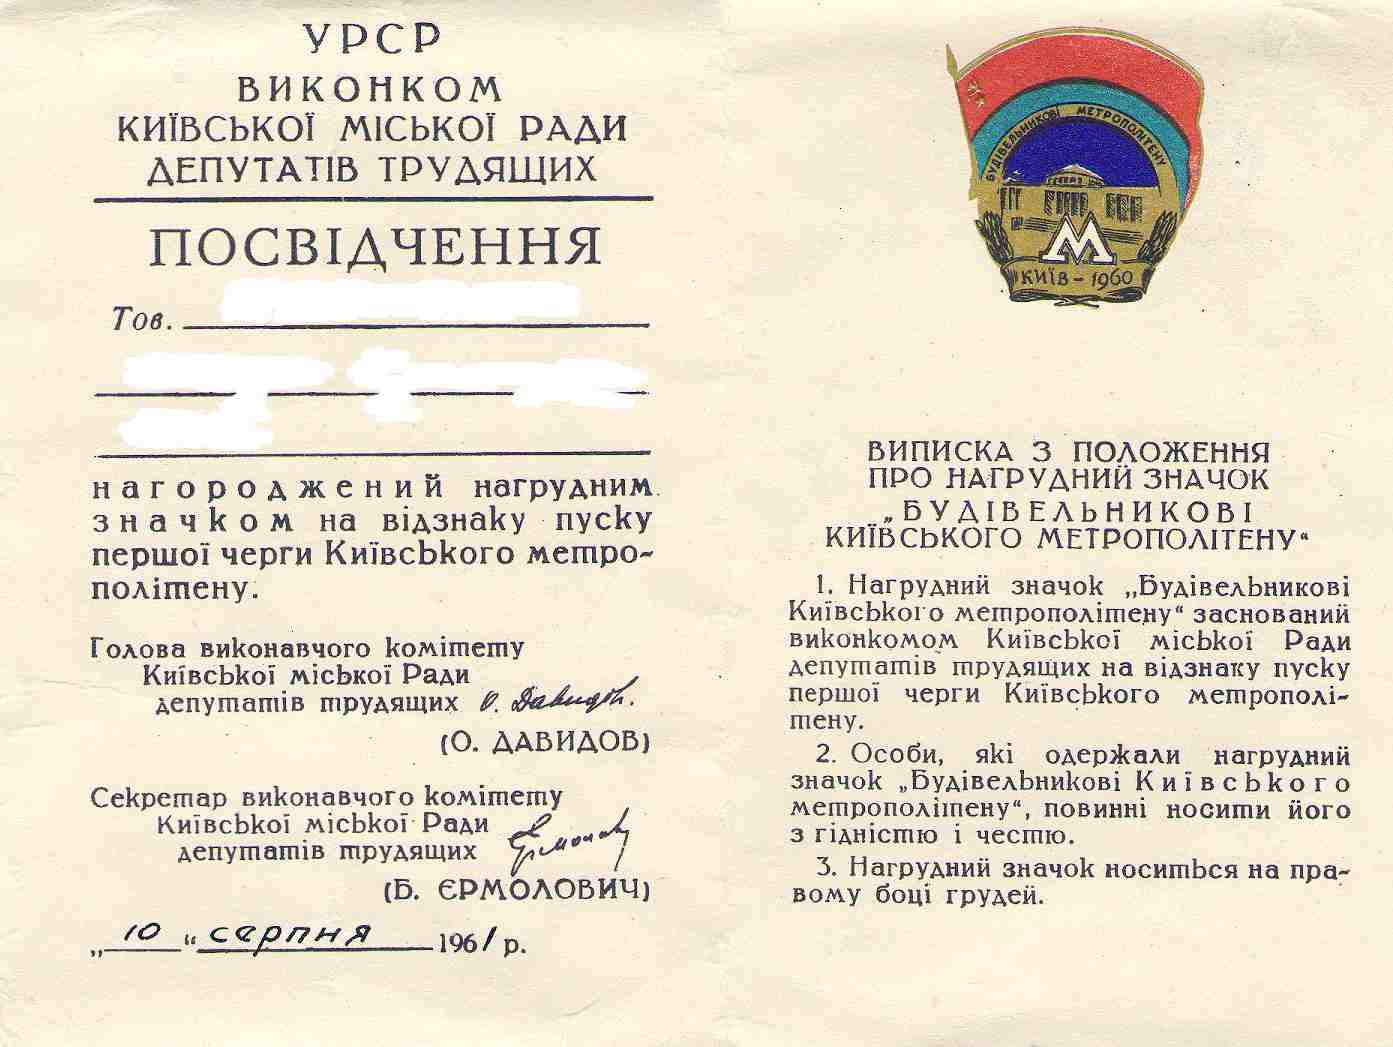 УРСР
ВИКОНКОМ
КИЇВСЬКОЇ МІСЬКОЇ РАДИ
ДЕПУТАТІВ ТРУДЯЩИХ
ПОСВІДЧЕННЯ
Тов.
нагороджений нагрудним
значком на відзнаку пуску
першої черги Київського метро-
політену.
Голова виконавчого комітету
Київської міської Ради
депутатів трудящих О. Давидов
(О. ДАВИДОВ)
Секретар виконавчого комітету
Київської міської Ради
депутатів трудящих
(Б. ЄРМОЛОВИЧ)
„10“ серпня 1961 р.
БУДІВЕЛЬНИКОВІ МЕТРОПОЛІТЕНУ
М
КИЇВ - 1960
ВИПИСКА З ПОЛОЖЕННЯ
ПРО НАГРУДНИЙ ЗНАЧОК
„БУДІВЕЛЬНИКОВІ
КИЇВСЬКОГО МЕТРОПОЛІТЕНУ“
1. Нагрудний значок „Будівельникові
Київського метрополітену“ заснований
виконкомом Київської міської Ради
депутатів трудящих на відзнаку пуску
першої черги Київського метрополі-
тену.
2. Особи, які одержали нагрудний
значок „Будівельникові Київського
метрополітену“, повинні носити його
з гідністю і честю.
3. Нагрудний значок носиться на пра-
вому боці грудей.